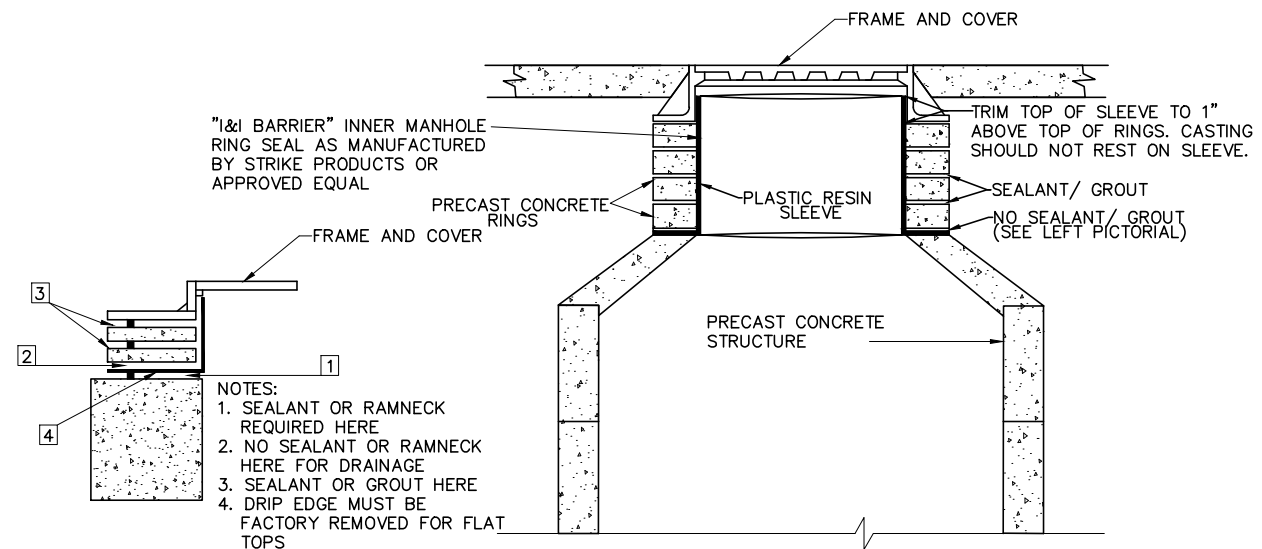 FRAME AND COVER
"I&I BARRIER" INNER MANHOLE
RING SEAL AS MANUFACTURED
BY STRIKE PRODUCTS OR
APPROVED EQUAL
TRIM TOP OF SLEEVE TO 1"
ABOVE TOP OF RINGS. CASTING
SHOULD NOT REST ON SLEEVE.
PRECAST CONCRETE
RINGS
PLASTIC RESIN
SLEEVE
SEALANT/ GROUT
NO SEALANT/ GROUT
(SEE LEFT PICTORIAL)
FRAME AND COVER
3
2
1
4
PRECAST CONCRETE
STRUCTURE
NOTES:
1. SEALANT OR RAMNECK
REQUIRED HERE
2. NO SEALANT OR RAMNECK
HERE FOR DRAINAGE
3. SEALANT OR GROUT HERE
4. DRIP EDGE MUST BE
FACTORY REMOVED FOR FLAT
TOPS